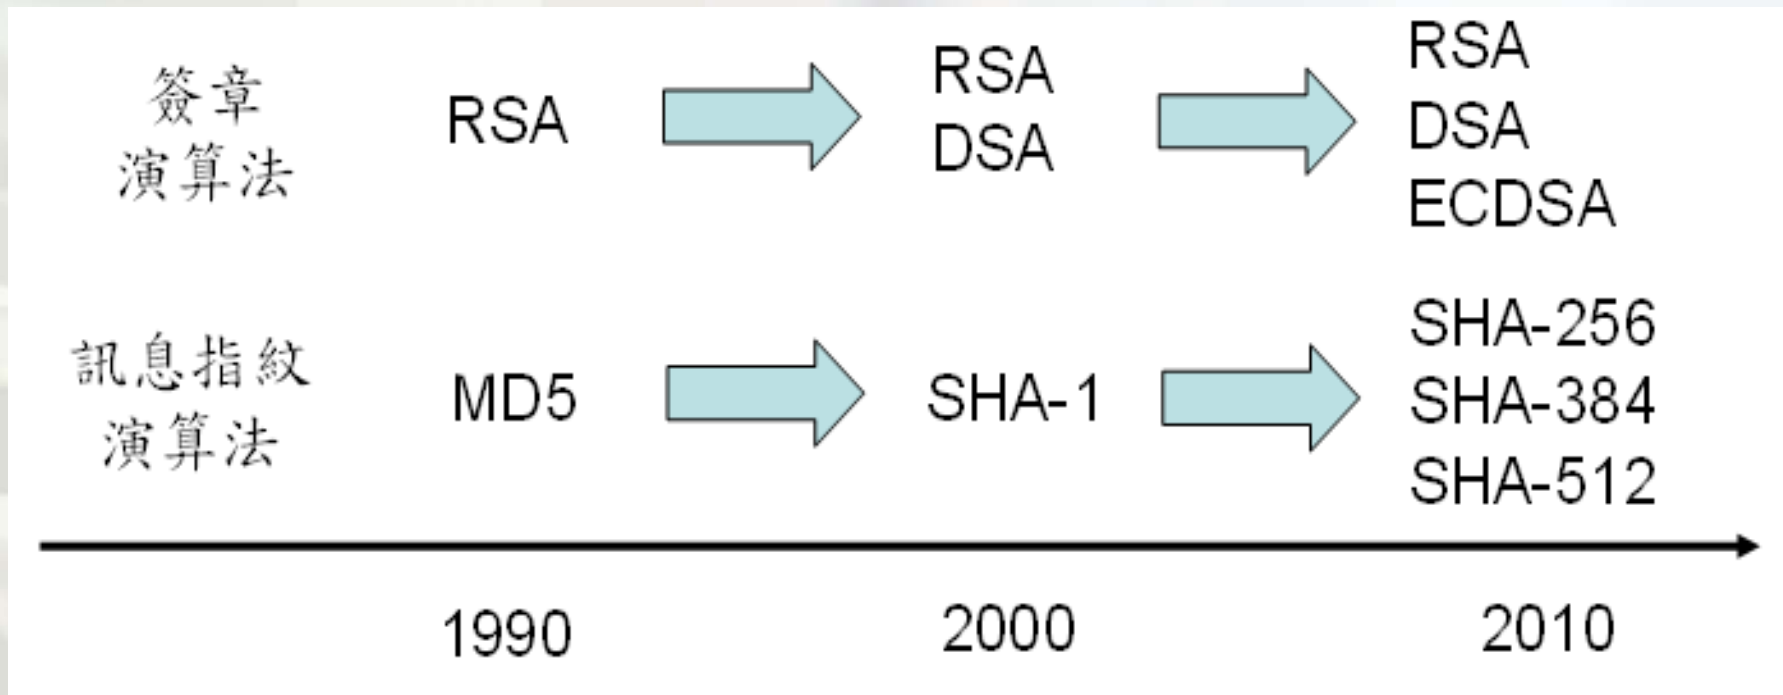 簽章
演算法
RSA
RSA
DSA
RSA
DSA
ECDSA
訊息指紋
演算法
MD5
SHA-1
SHA-256
SHA-384
SHA-512
1990
2000
2010